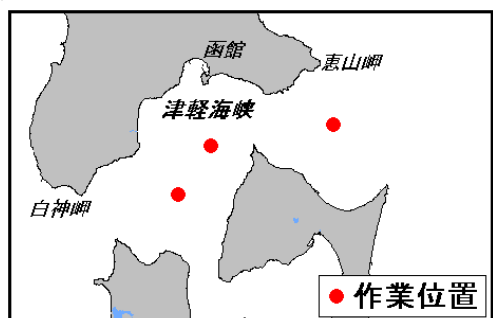 函館
恵山岬
津軽海峡
白神岬
作業位置